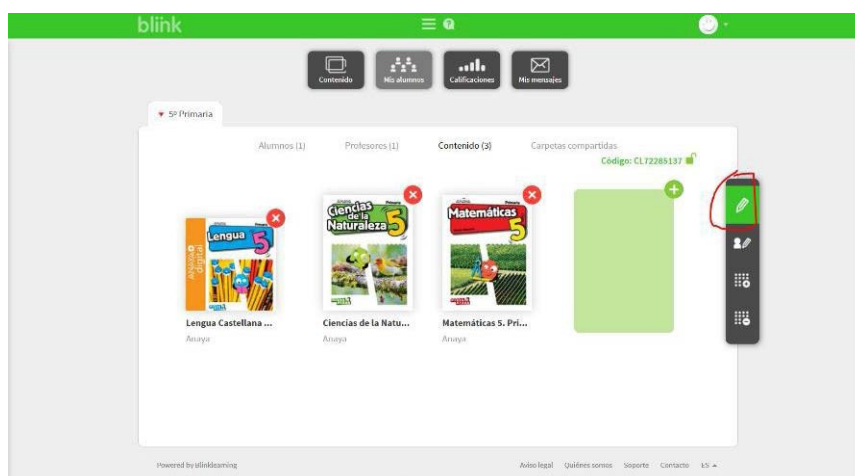 blink
Contenido
Mis alumnos
Calificaciones
Mis mensajes
5º Primaria
Alumnos (1)
Profesores (1)
Contenido (3)
Carpetas compartidas
Código: CL72285137
Lengua 5
ANAYA digital
Ciencias de la Naturaleza 5
Matemáticas 5
Lengua Castellana ...
Ciencias de la Natu...
Matemáticas 5. Pri...
Anaya
Anaya
Anaya
Powered by Blinklearning
Aviso legal
Quiénes somos
Soporte
Contacto
ES